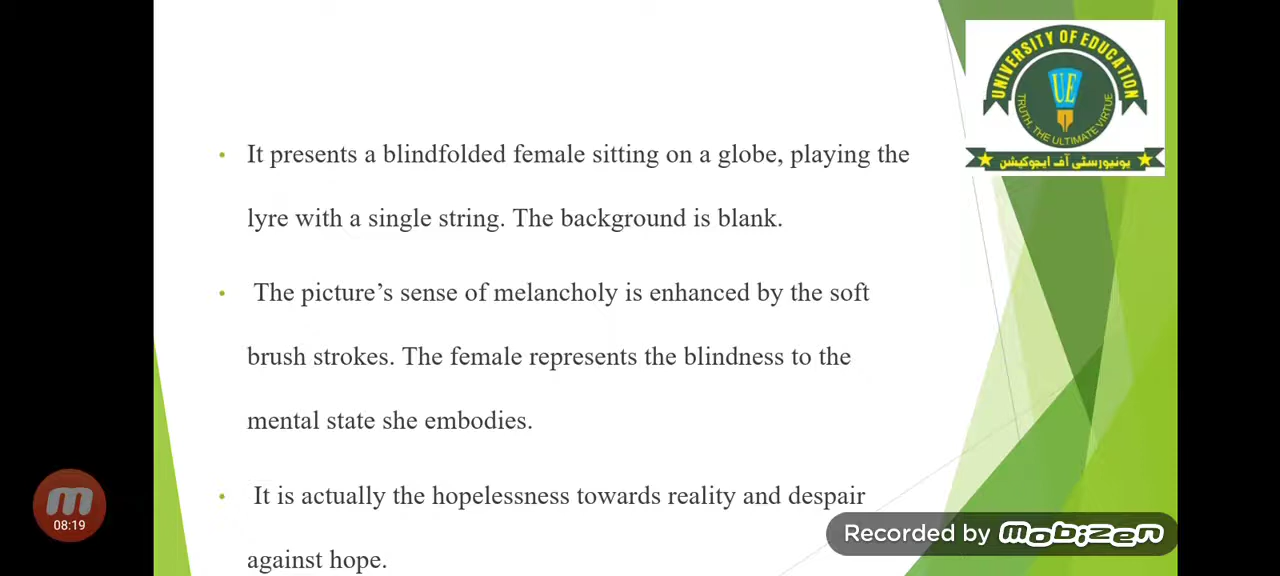 UNIVERSITY OF EDUCATION
UE
TRUTH, THE ULTIMATE VIRTUE
یونیورسٹی آف ایجوکیشن
• It presents a blindfolded female sitting on a globe, playing the
lyre with a single string. The background is blank.
• The picture’s sense of melancholy is enhanced by the soft
brush strokes. The female represents the blindness to the
mental state she embodies.
• It is actually the hopelessness towards reality and despair
against hope.
08:19
Recorded by mobizen